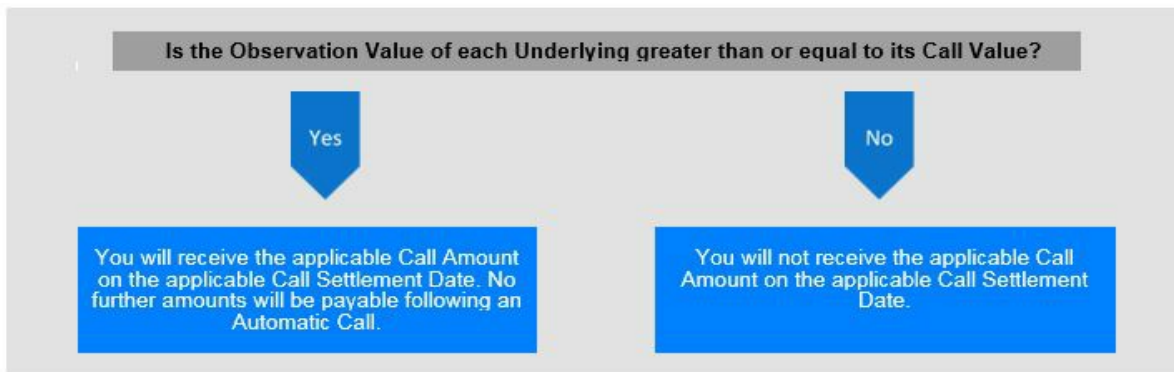 Is the Observation Value of each Underlying greater than or equal to its Call Value?
Yes
No
You will receive the applicable Call Amount
on the applicable Call Settlement Date. No
further amounts will be payable following an
Automatic Call.
You will not receive the applicable Call
Amount on the applicable Call Settlement
Date.